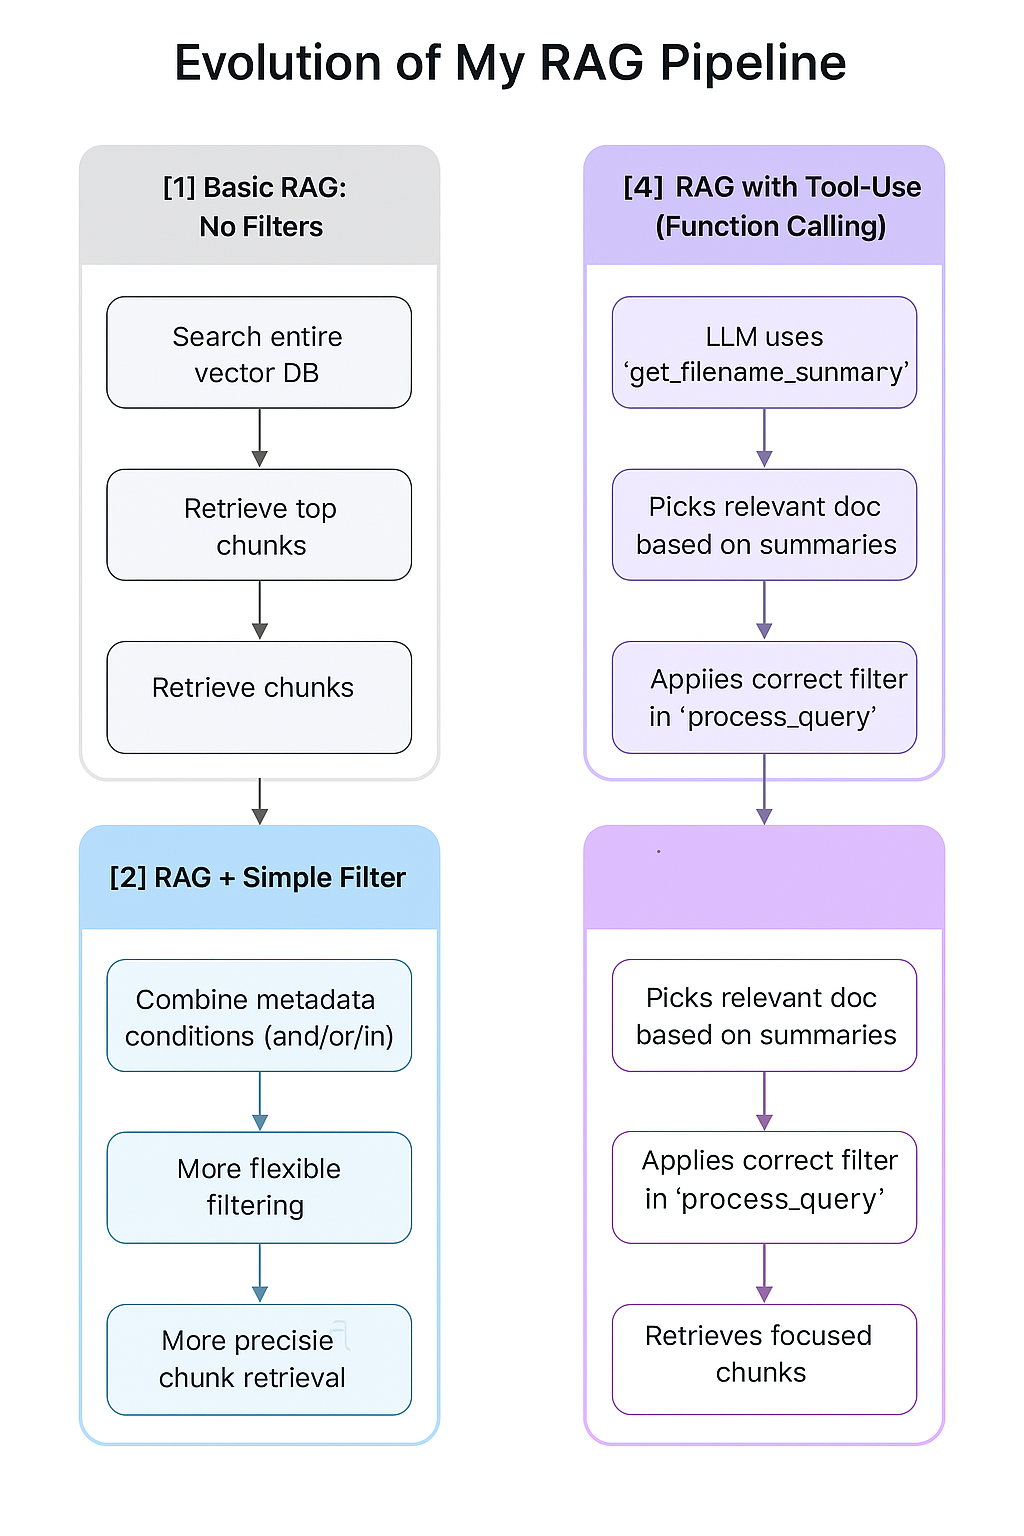 Evolution of My RAG Pipeline
[1] Basic RAG:
No Filters
Search entire
vector DB
Retrieve top
chunks
Retrieve chunks
[2] RAG + Simple Filter
Combine metadata
conditions (and/or/in)
More flexible
filtering
More precisie
chunk retrieval
[4] RAG with Tool-Use
(Function Calling)
LLM uses
‘get_filename_sunmary’
Picks relevant doc
based on summaries
Appiies correct filter
in ‘process_query’
Picks relevant doc
based on summaries
Applies correct filter
in ‘process_query’
Retrieves focused
chunks